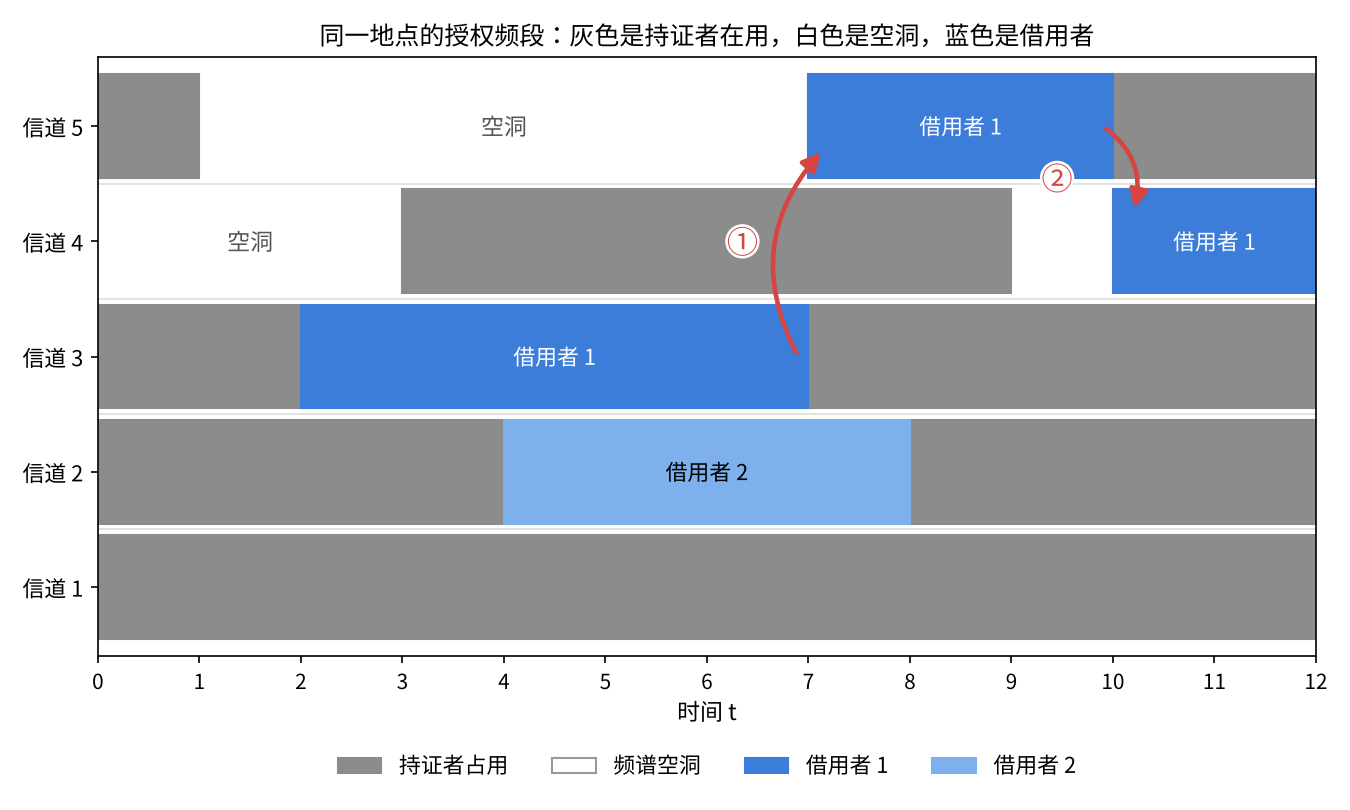 同一地点的授权频段：灰色是持证者在用，白色是空洞，蓝色是借用者
信道 5
空洞
借用者 1
②
信道 4
空洞
①
借用者 1
信道 3
借用者 1
信道 2
借用者 2
信道 1
0 1 2 3 4 5 6 7 8 9 10 11 12
时间 t
持证者占用 频谱空洞 借用者 1 借用者 2